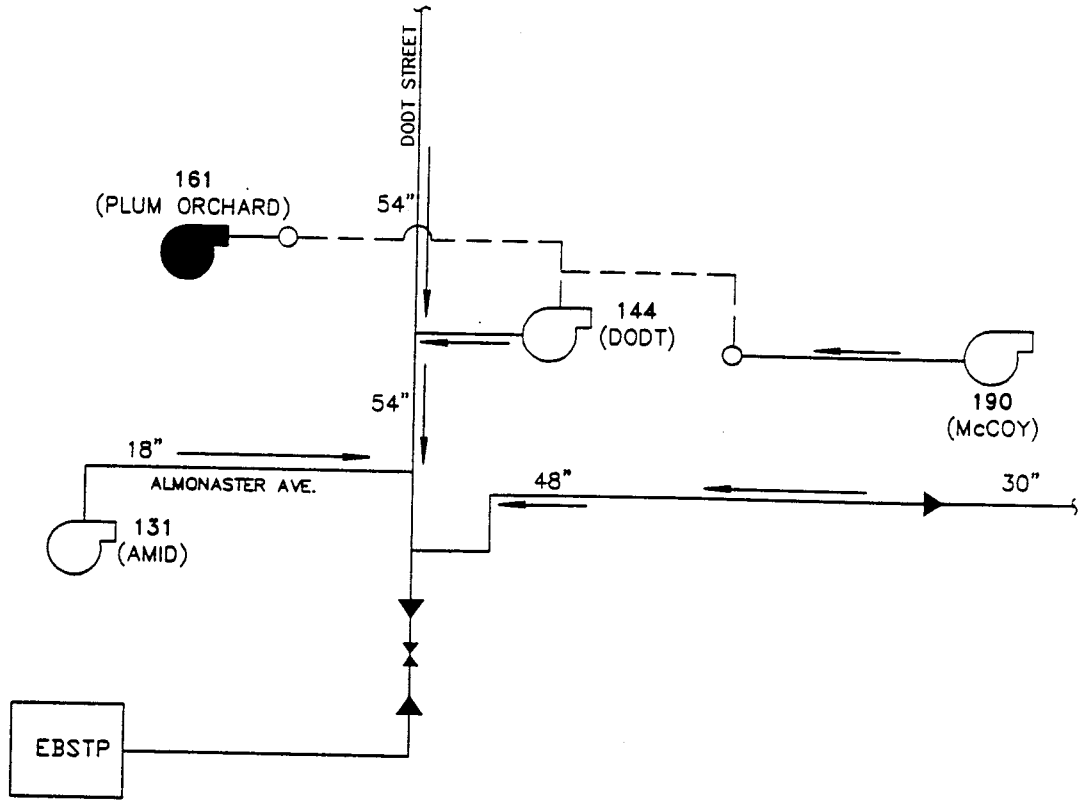 DODT STREET
161
(PLUM ORCHARD)
54"
144
(DODT)
190
(McCOY)
54"
18"
ALMONASTER AVE.
48"
30"
131
(AMID)
EBSTP